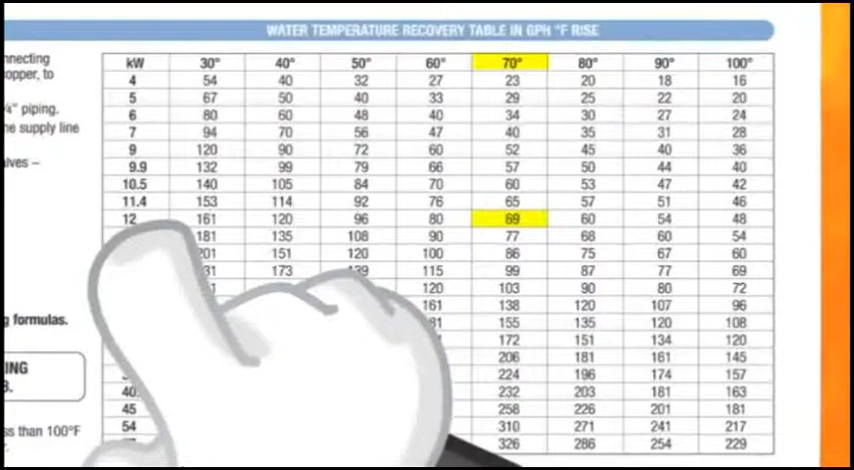 WATER TEMPERATURE RECOVERY TABLE IN GPH °F RISE
nnecting
opper, to
¼" piping.
he supply line
alves –
g formulas.
ING
3.
ss than 100°F
r.
kW 30° 40° 50° 60° 70° 80° 90° 100°
4 54 40 32 27 23 20 18 16
5 67 50 40 33 29 25 22 20
6 80 60 48 40 34 30 27 24
7 94 70 56 47 40 35 31 28
9 120 90 72 60 52 45 40 36
9.9 132 99 79 66 57 50 44 40
10.5 140 105 84 70 60 53 47 42
11.4 153 114 92 76 65 57 51 46
12 161 120 96 80 69 60 54 48
181 135 108 90 77 68 60 54
201 151 120 100 86 75 67 60
31 173 139 115 99 87 77 69
120 103 90 80 72
161 138 120 107 96
155 135 120 108
172 151 134 120
206 181 161 145
224 196 174 157
40. 232 203 181 163
45 258 226 201 181
54 310 271 241 217
326 286 254 229